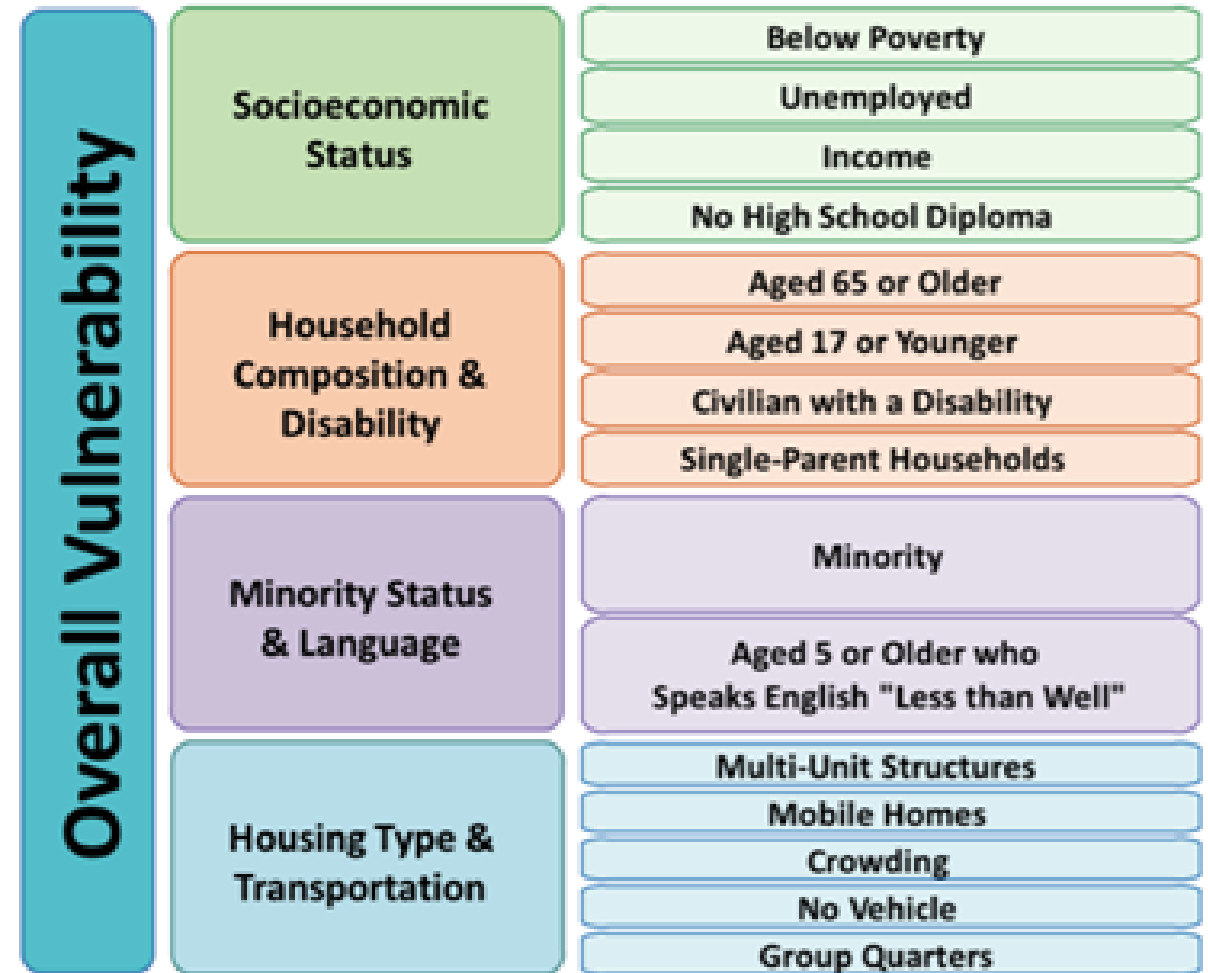 Overall Vulnerability
Socioeconomic
Status
Below Poverty
Unemployed
Income
No High School Diploma
Household
Composition &
Disability
Aged 65 or Older
Aged 17 or Younger
Civilian with a Disability
Single-Parent Households
Minority Status
& Language
Minority
Aged 5 or Older who
Speaks English "Less than Well"
Housing Type &
Transportation
Multi-Unit Structures
Mobile Homes
Crowding
No Vehicle
Group Quarters